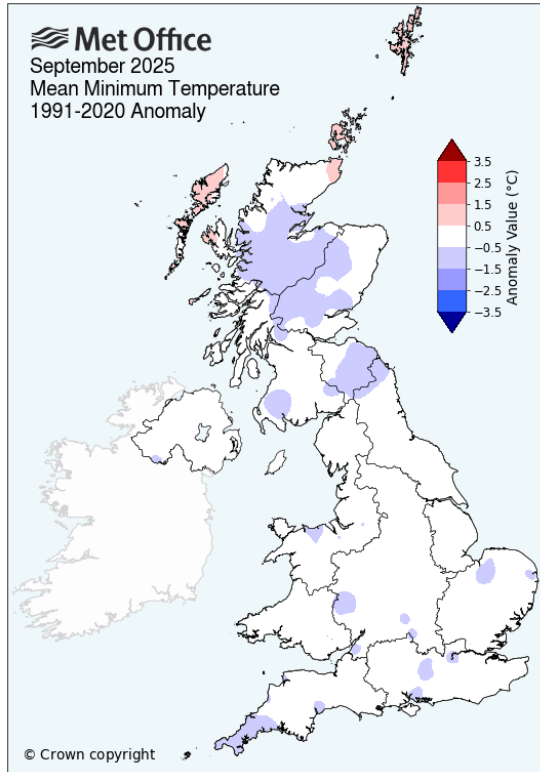 Met Office
September 2025
Mean Minimum Temperature
1991-2020 Anomaly
3.5
2.5
1.5
0.5
−0.5
−1.5
−2.5
−3.5
Anomaly Value (°C)
© Crown copyright